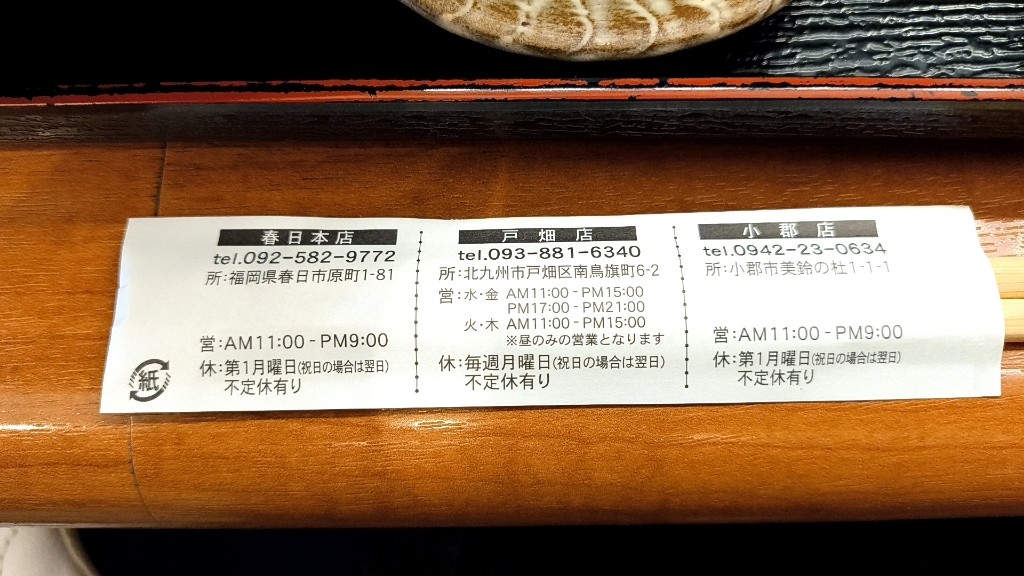 春日本店
tel.092-582-9772
所:福岡県春日市原町1-81
営:AM11:00-PM9:00
休:第1月曜日(祝日の場合は翌日)
不定休有り
紙
戸畑店
tel.093-881-6340
所:北九州市戸畑区南鳥旗町6-2
営:水・金 AM11:00-PM15:00
PM17:00-PM21:00
火・木 AM11:00-PM15:00
※昼のみの営業となります
休:毎週月曜日(祝日の場合は翌日)
不定休有り
小郡店
tel.0942-23-0634
所:小郡市美鈴の杜1-1-1
営:AM11:00-PM9:00
休:第1月曜日(祝日の場合は翌日)
不定休有り